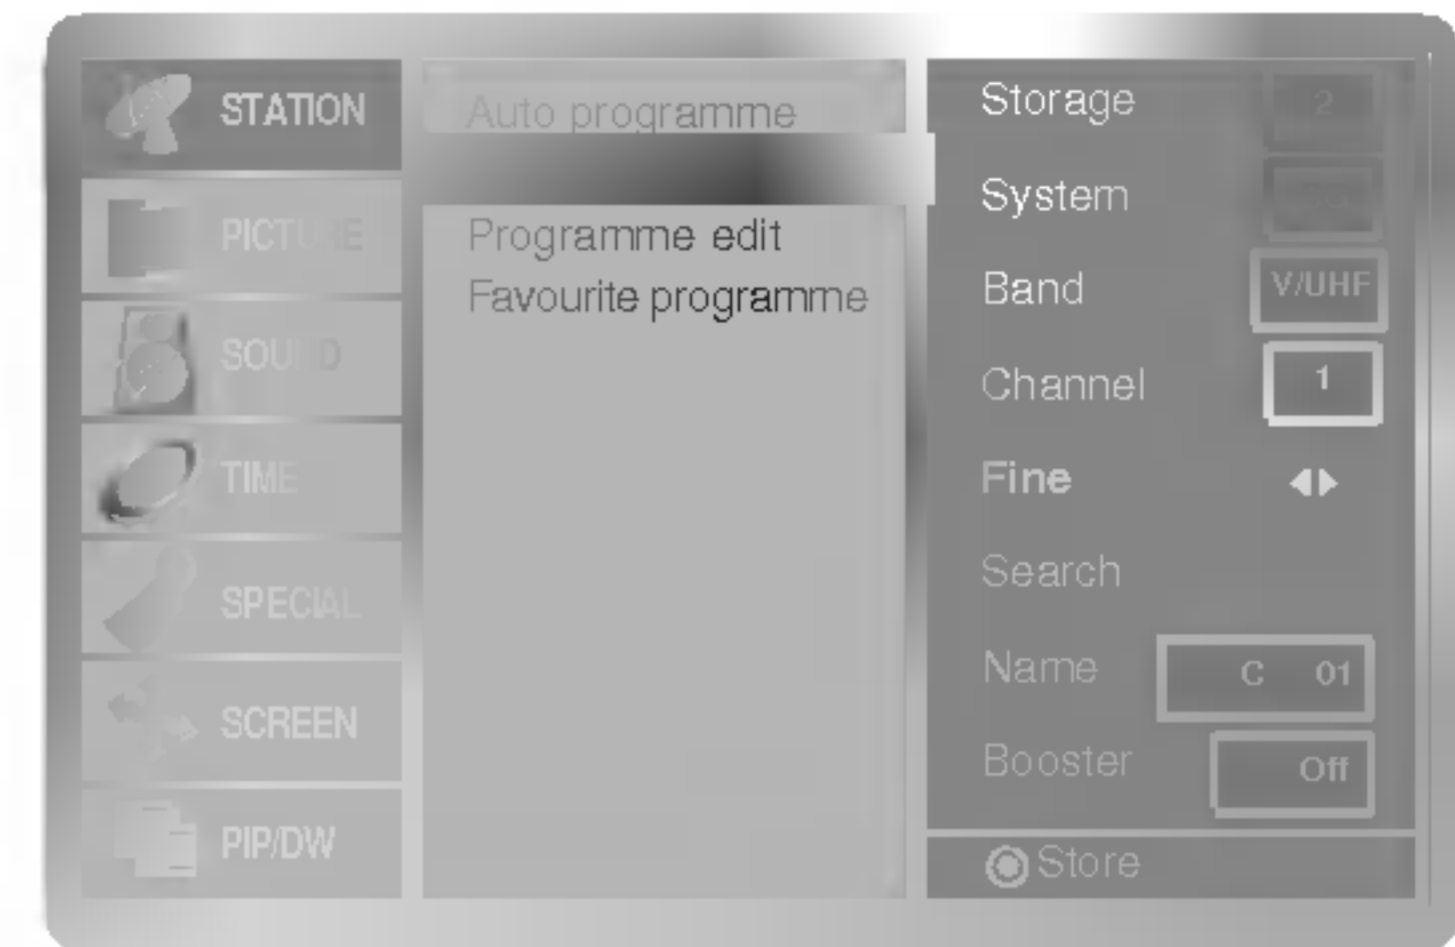 STATION
PICTURE
SOUND
TIME
SPECIAL
SCREEN
PIP/DW
Auto programme
Programme edit
Favourite programme
Storage 2
System
Band V/UHF
Channel 1
Fine
Search
Name C 01
Booster Off
Store